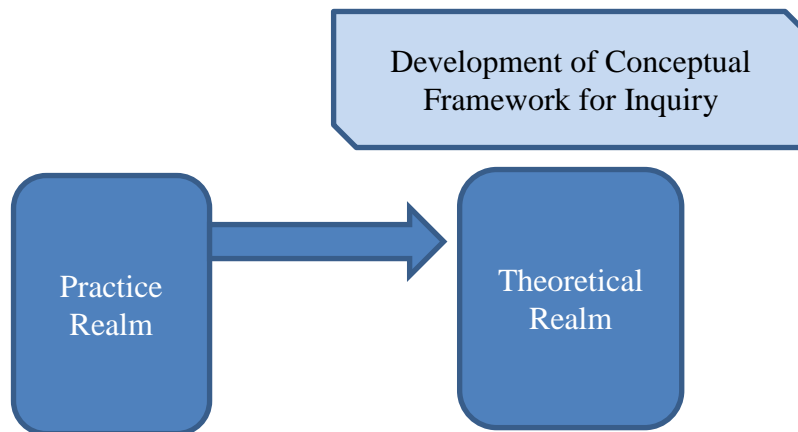 Development of Conceptual
Framework for Inquiry
Practice
Realm
Theoretical
Realm